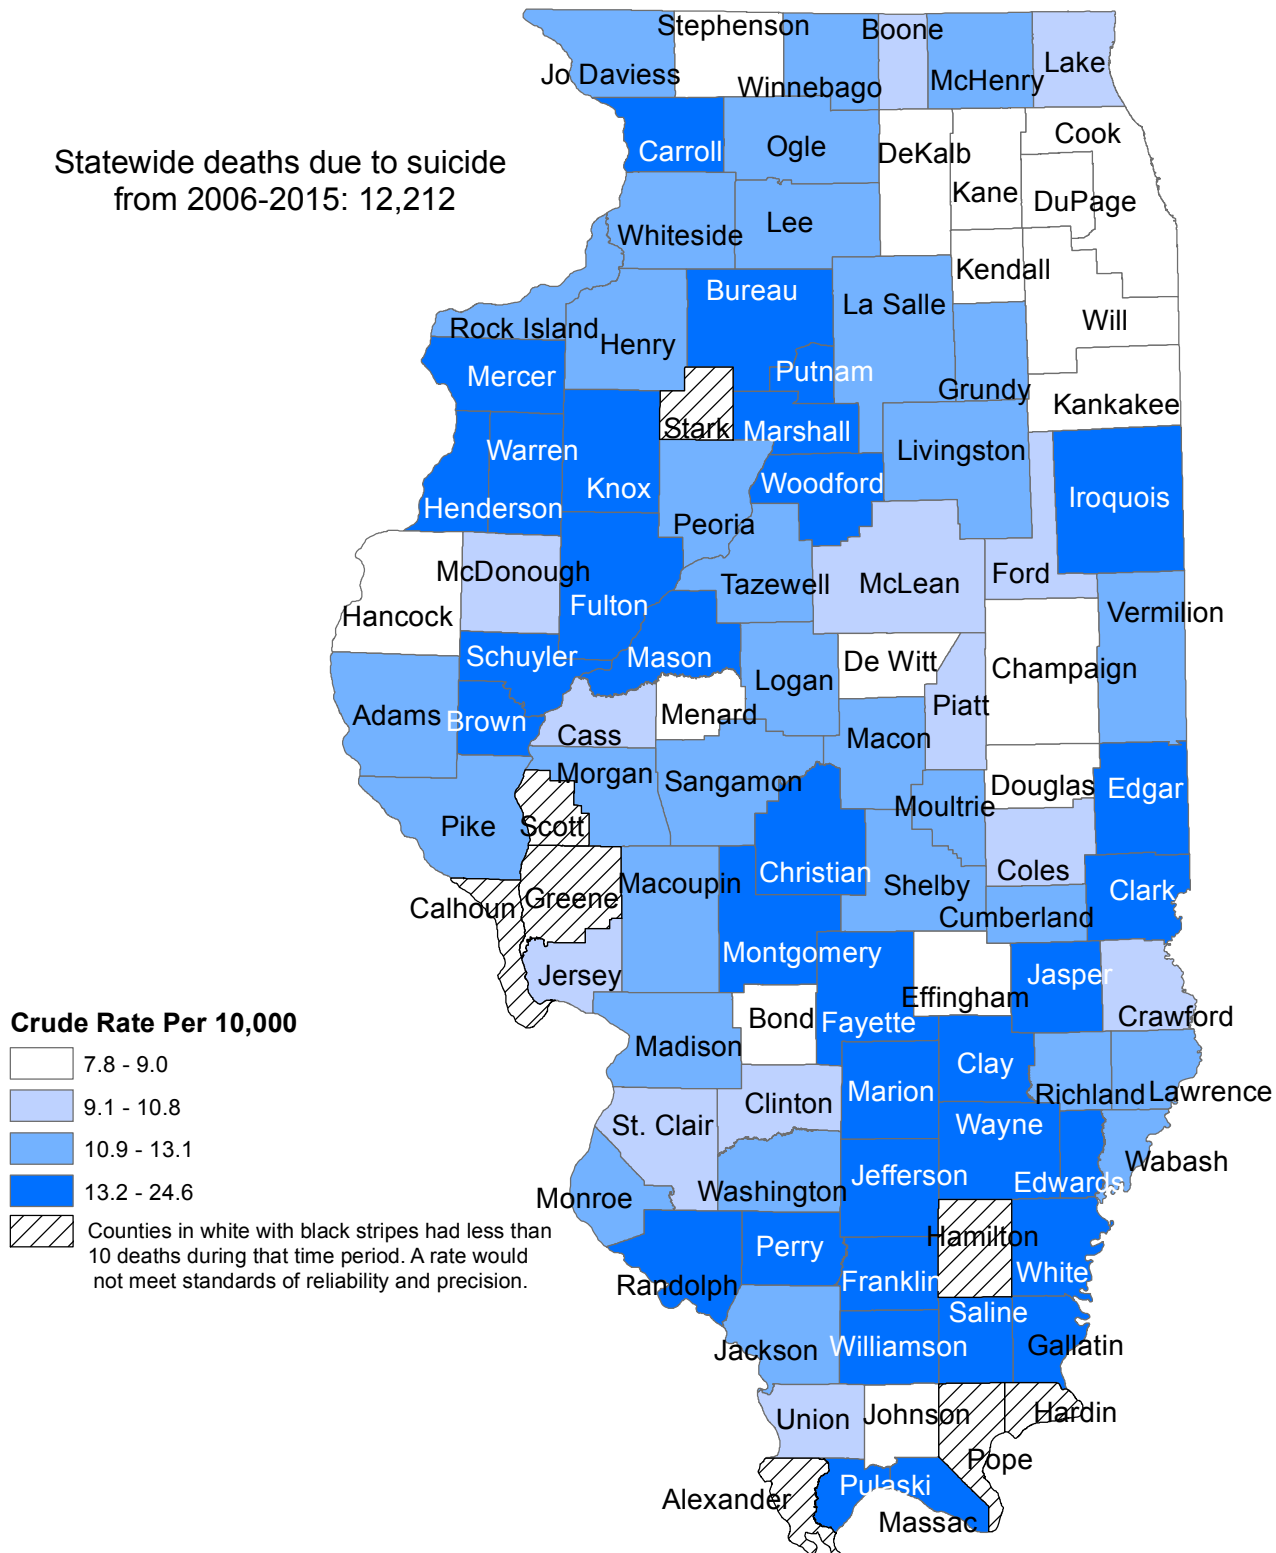 Stephenson
Boone
Jo Daviess
Winnebago
McHenry
Lake
Statewide deaths due to suicide
from 2006-2015: 12,212
Carroll
Ogle
DeKalb
Cook
Kane
DuPage
Whiteside
Lee
Kendall
Bureau
La Salle
Will
Rock Island
Henry
Mercer
Putnam
Grundy
Kankakee
Stark
Marshall
Warren
Livingston
Knox
Woodford
Iroquois
Henderson
Peoria
McDonough
Tazewell
McLean
Ford
Hancock
Fulton
Vermilion
Schuyler
Mason
De Witt
Champaign
Logan
Adams
Brown
Cass
Menard
Piatt
Macon
Morgan
Sangamon
Douglas
Edgar
Moultrie
Pike
Scott
Christian
Coles
Macoupin
Shelby
Clark
Calhoun
Greene
Cumberland
Montgomery
Jersey
Jasper
Effingham
Crawford
Bond
Fayette
Crude Rate Per 10,000
7.8 - 9.0
9.1 - 10.8
10.9 - 13.1
13.2 - 24.6
Counties in white with black stripes had less than
10 deaths during that time period. A rate would
not meet standards of reliability and precision.
Madison
Clay
Marion
Richland
Lawrence
Clinton
St. Clair
Wayne
Wabash
Jefferson
Edwards
Monroe
Washington
Hamilton
Perry
White
Randolph
Franklin
Saline
Jackson
Williamson
Gallatin
Union
Johnson
Hardin
Pope
Pulaski
Alexander
Massac